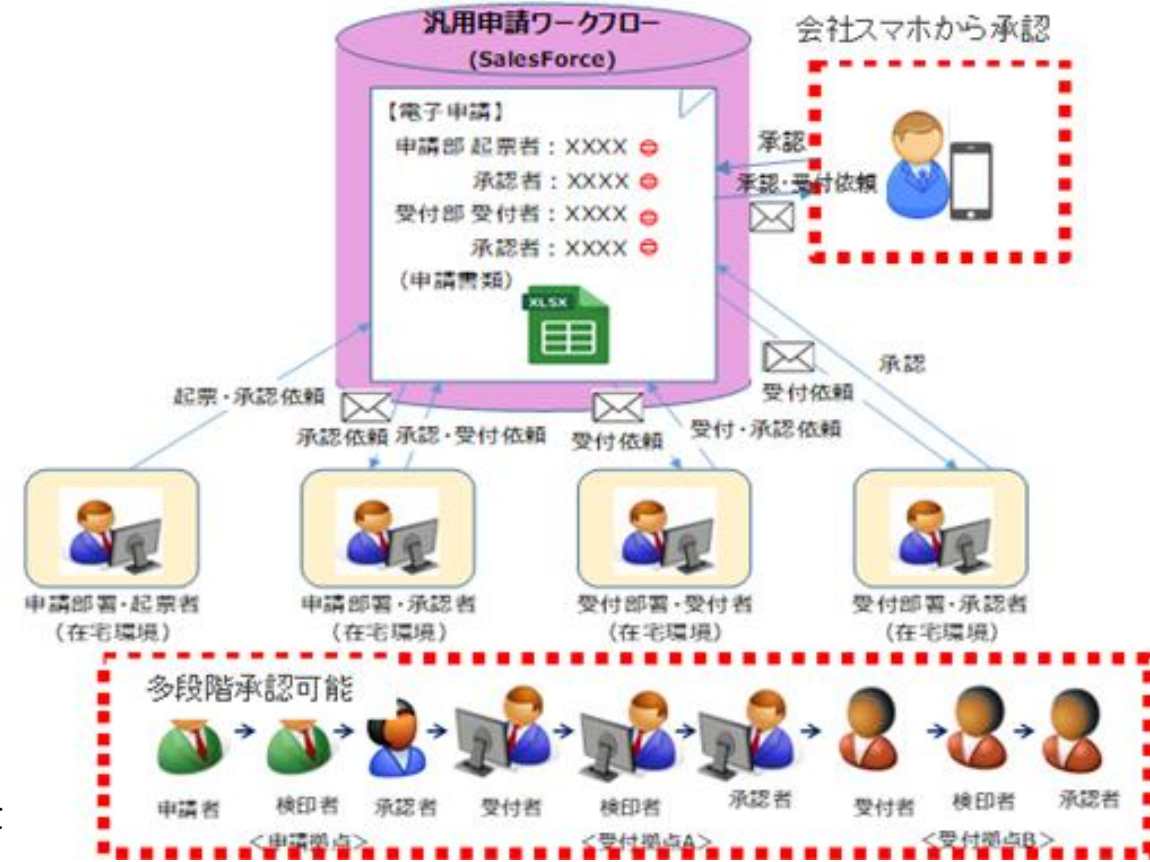 汎用申請ワークフロー
(SalesForce)
会社スマホから承認
【電子申請】
申請部 起票者：XXXX
承認者：XXXX
受付部 受付者：XXXX
承認者：XXXX
（申請書類）
XLSX
承認
承認・受付依頼
起票・承認依頼
承認依頼
承認・受付依頼
受付依頼
受付・承認依頼
受付依頼
承認
申請部署・起票者
（在宅環境）
申請部署・承認者
（在宅環境）
受付部署・受付者
（在宅環境）
受付部署・承認者
（在宅環境）
多段階承認可能
申請者
検印者
承認者
受付者
検印者
承認者
受付者
検印者
承認者
＜申請拠点＞
＜受付拠点A＞
＜受付拠点B＞